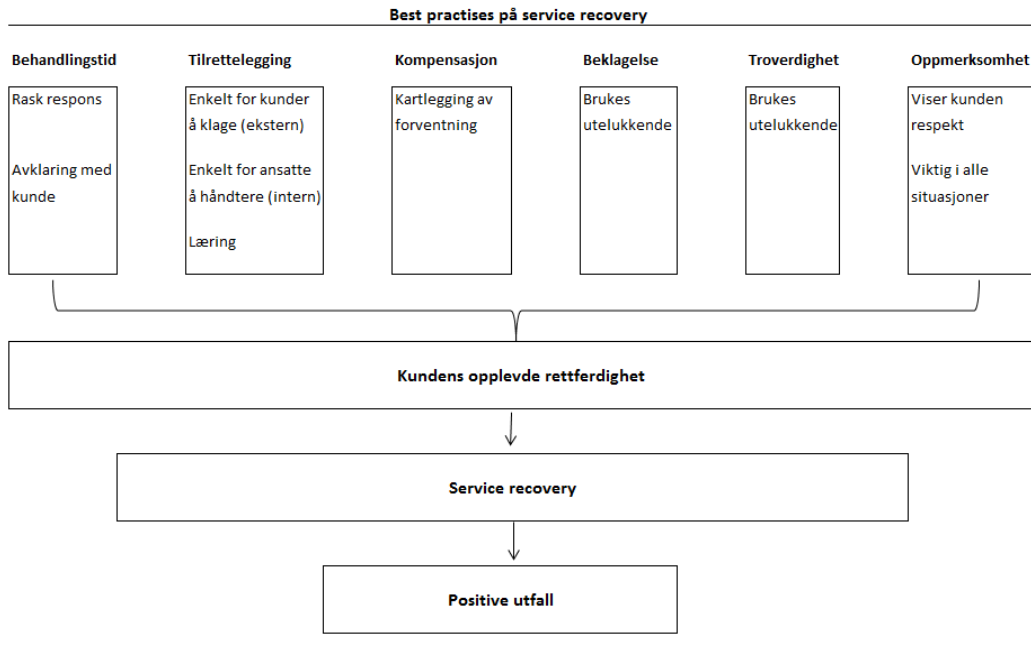 Best practises på service recovery
Behandlingstid
Rask respons
Avklaring med
kunde
Tilrettelegging
Enkelt for kunder
å klage (ekstern)
Enkelt for ansatte
å håndtere (intern)
Læring
Kompensasjon
Kartlegging av
forventning
Beklagelse
Brukes
utelukkende
Troverdighet
Brukes
utelukkende
Oppmerksomhet
Viser kunden
respekt
Viktig i alle
situasjoner
Kundens opplevde rettferdighet
Service recovery
Positive utfall